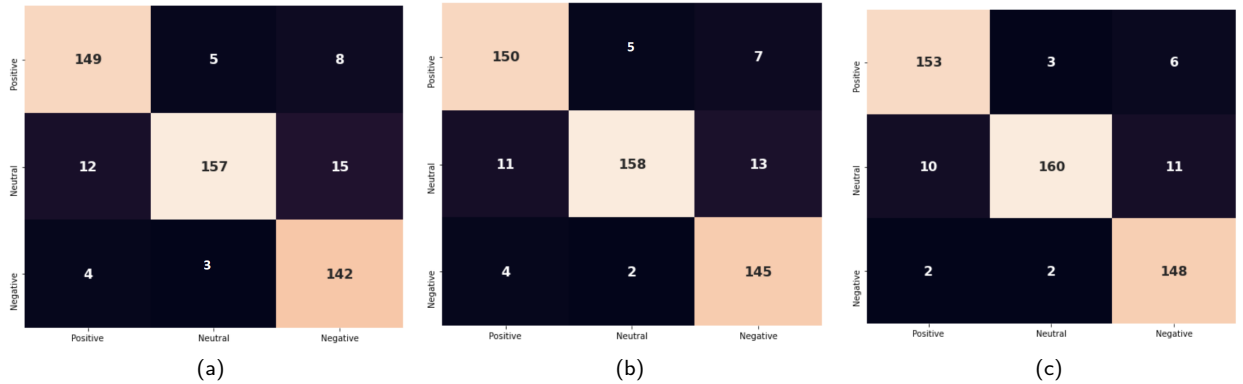 Positive
149
5
8
Neutral
12
157
15
Negative
4
3
142
Positive
Neutral
Negative
(a)
Positive
150
5
7
Neutral
11
158
13
Negative
4
2
145
Positive
Neutral
Negative
(b)
Positive
153
3
6
Neutral
10
160
11
Negative
2
2
148
Positive
Neutral
Negative
(c)